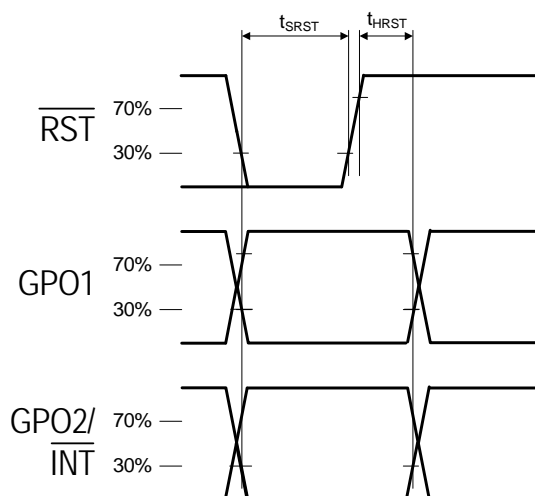 tSRST tHRST
RST 70%
30%
GPO1 70%
30%
GPO2/ 70%
INT 30%